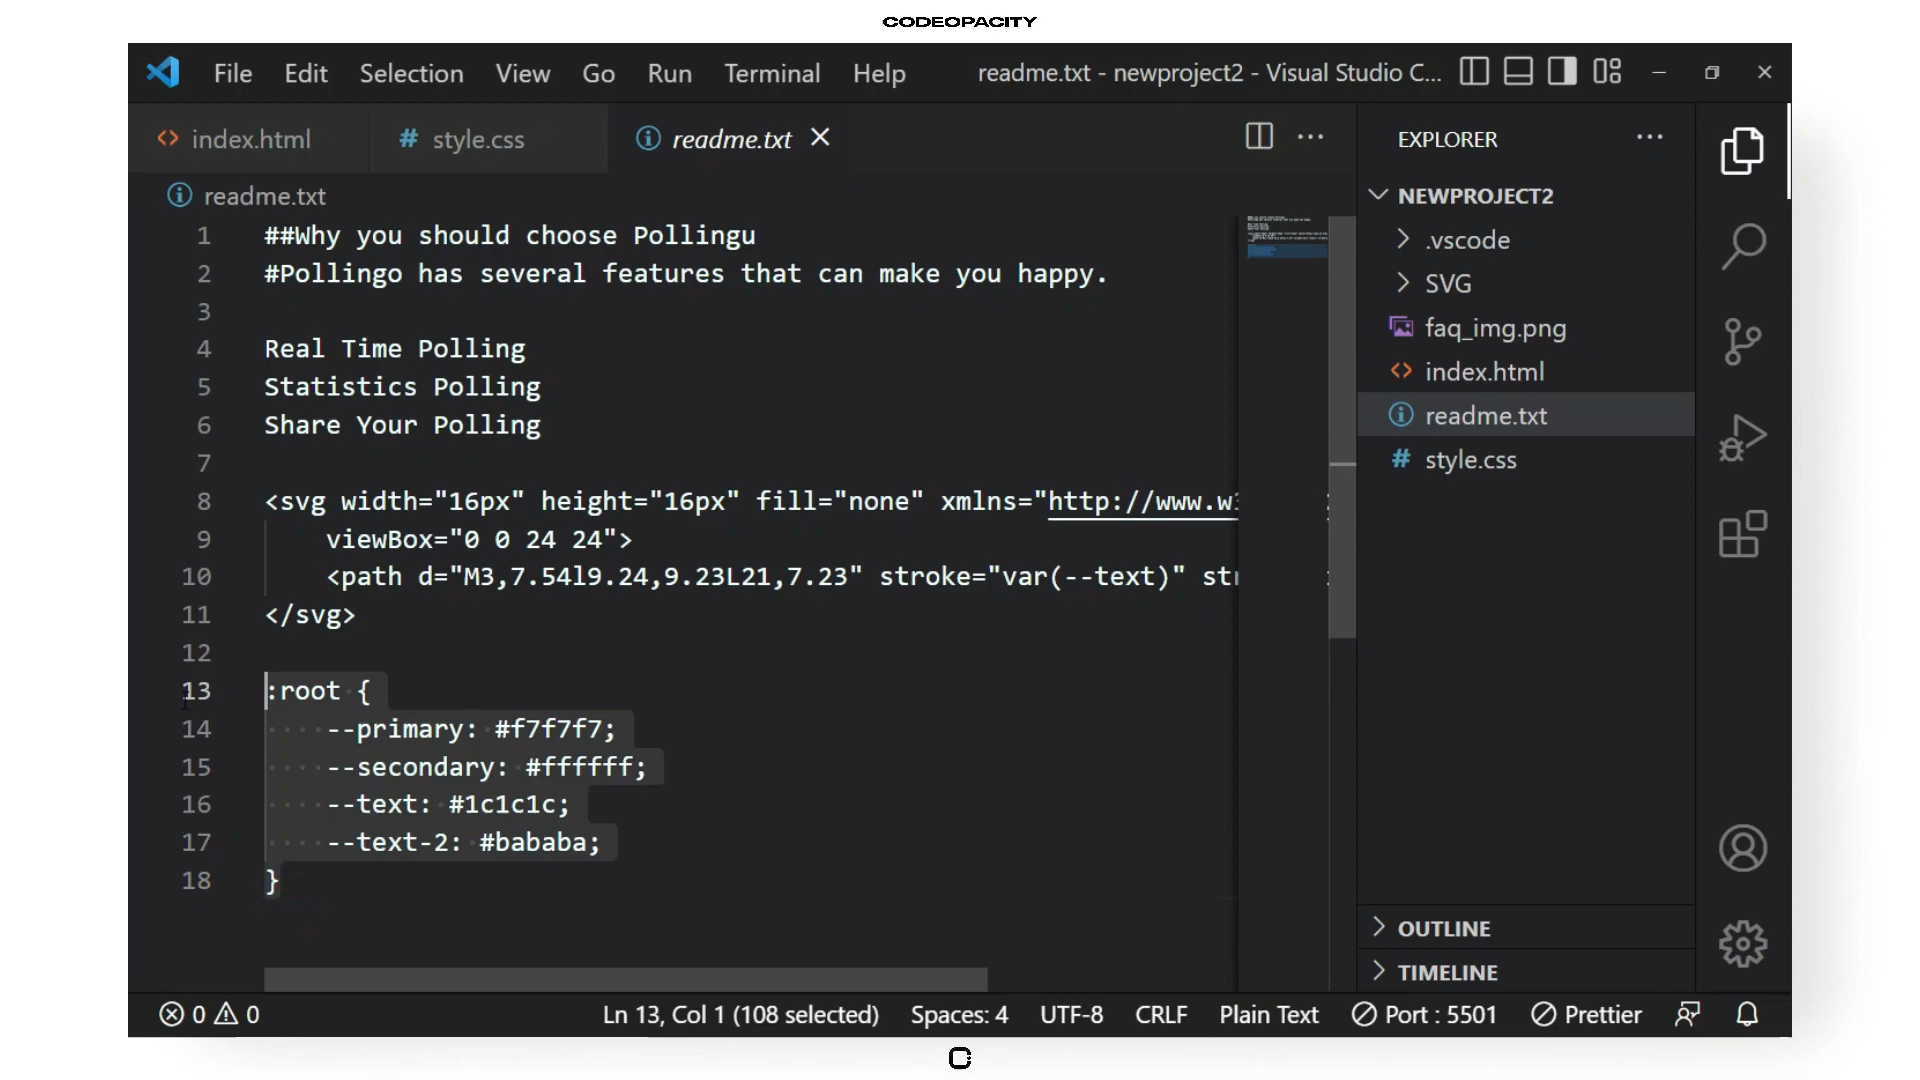 CODEOPACITY
File Edit Selection View Go Run Terminal Help readme.txt - newproject2 - Visual Studio C...
index.html style.css readme.txt
readme.txt
1 ##Why you should choose Pollingu
2 #Pollingo has several features that can make you happy.
3
4 Real Time Polling
5 Statistics Polling
6 Share Your Polling
7
8 <svg width="16px" height="16px" fill="none" xmlns="http://www.w
9 viewBox="0 0 24 24">
10 <path d="M3,7.54l9.24,9.23L21,7.23" stroke="var(--text)" str
11 </svg>
12
13 :root {
14 --primary: #f7f7f7;
15 --secondary: #ffffff;
16 --text: #1c1c1c;
17 --text-2: #bababa;
18 }
EXPLORER
NEWPROJECT2
.vscode
SVG
faq_img.png
index.html
readme.txt
style.css
OUTLINE
TIMELINE
0 0 Ln 13, Col 1 (108 selected) Spaces: 4 UTF-8 CRLF Plain Text Port : 5501 Prettier